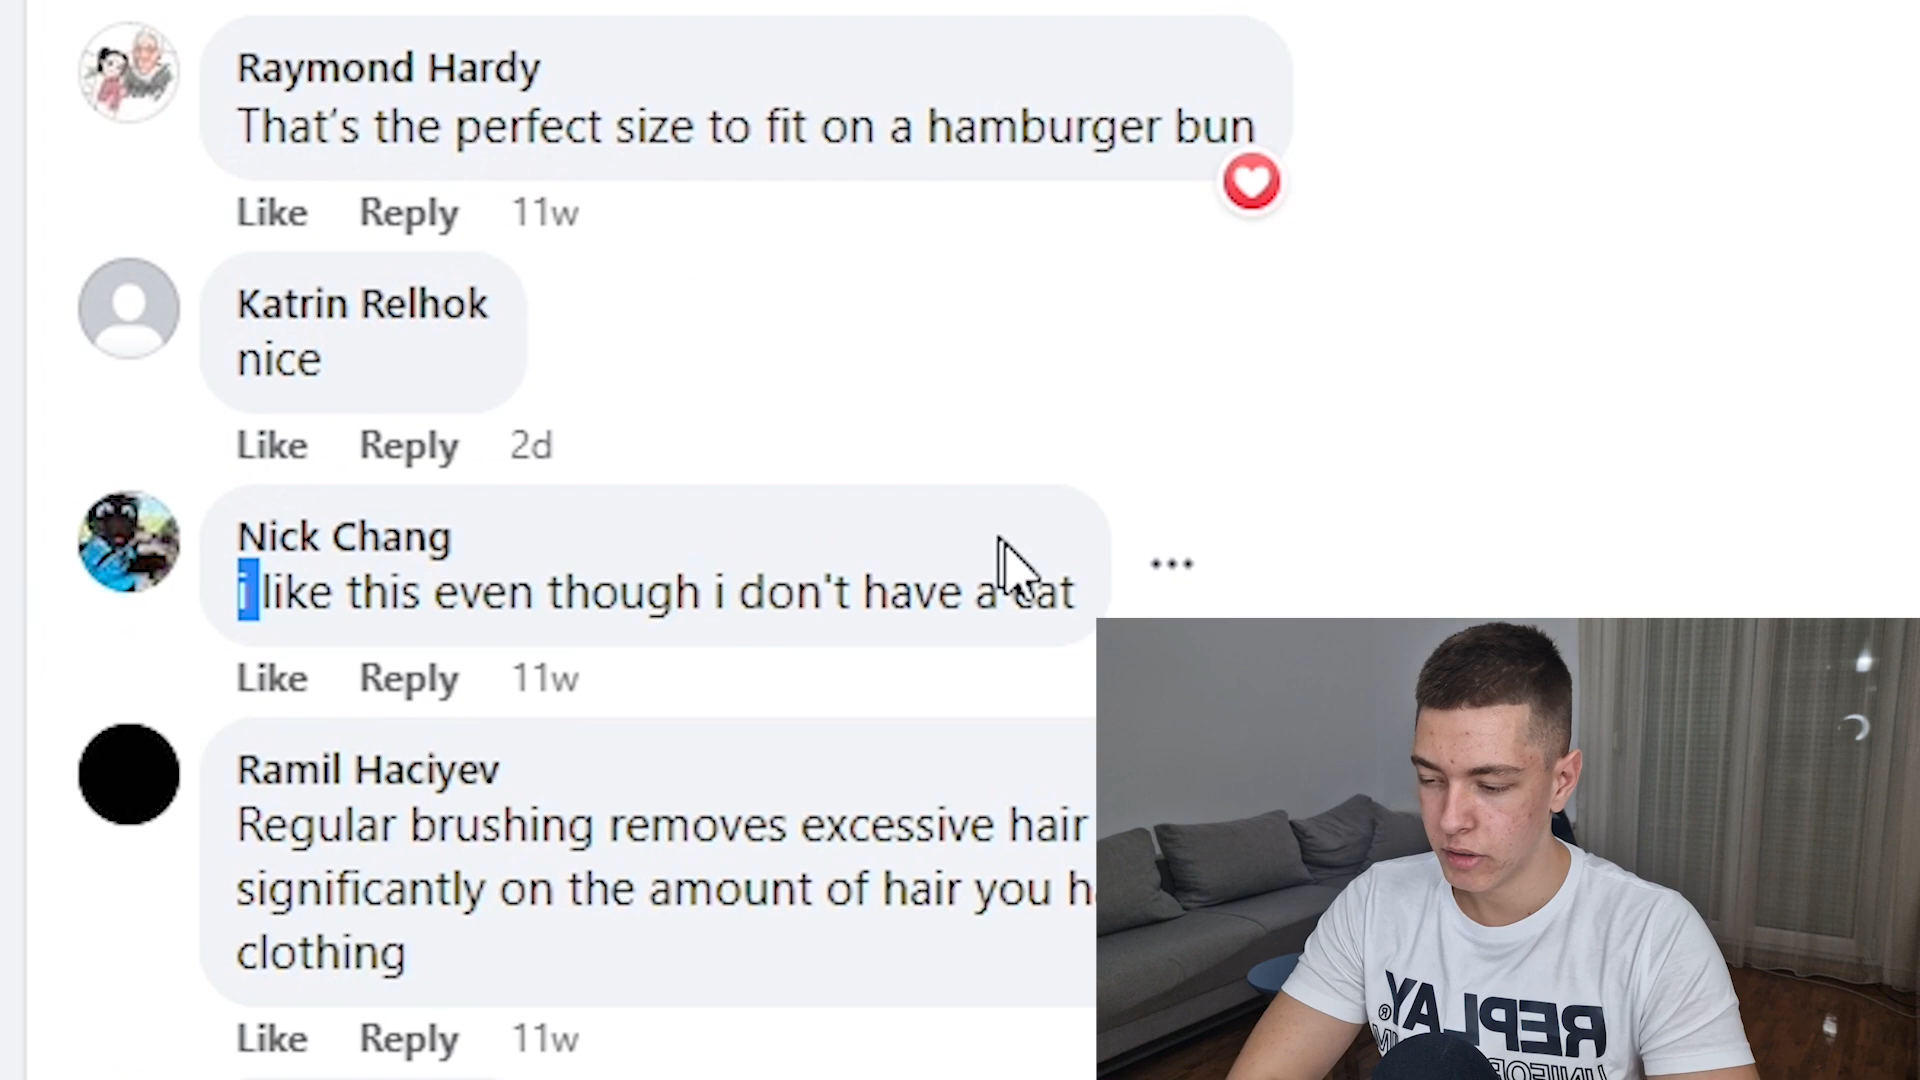 Raymond Hardy
That's the perfect size to fit on a hamburger bun
Like Reply 11w
Katrin Relhok
nice
Like Reply 2d
Nick Chang
i like this even though i don't have a cat
Like Reply 11w
Ramil Haciyev
Regular brushing removes excessive hair
significantly on the amount of hair you
clothing
Like Reply 11w
REPLAY